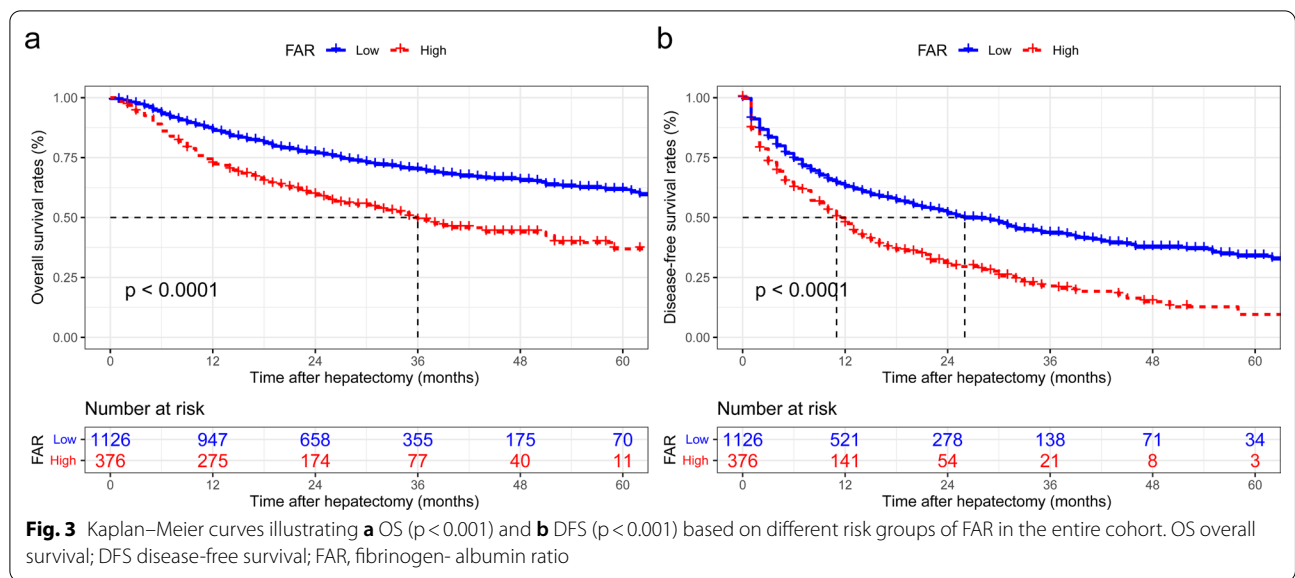 a
FAR Low High
Overall survival rates (%)
1.00
0.75
0.50
0.25
0.00
p < 0.0001
0 12 24 36 48 60
Time after hepatectomy (months)
Number at risk
FAR
Low 1126 947 658 355 175 70
High 376 275 174 77 40 11
0 12 24 36 48 60
Time after hepatectomy (months)
b
FAR Low High
Disease-free survival rates (%)
1.00
0.75
0.50
0.25
0.00
p < 0.0001
0 12 24 36 48 60
Time after hepatectomy (months)
Number at risk
FAR
Low 1126 521 278 138 71 34
High 376 141 54 21 8 3
0 12 24 36 48 60
Time after hepatectomy (months)
Fig. 3 Kaplan–Meier curves illustrating a OS (p < 0.001) and b DFS (p < 0.001) based on different risk groups of FAR in the entire cohort. OS overall
survival; DFS disease-free survival; FAR, fibrinogen- albumin ratio